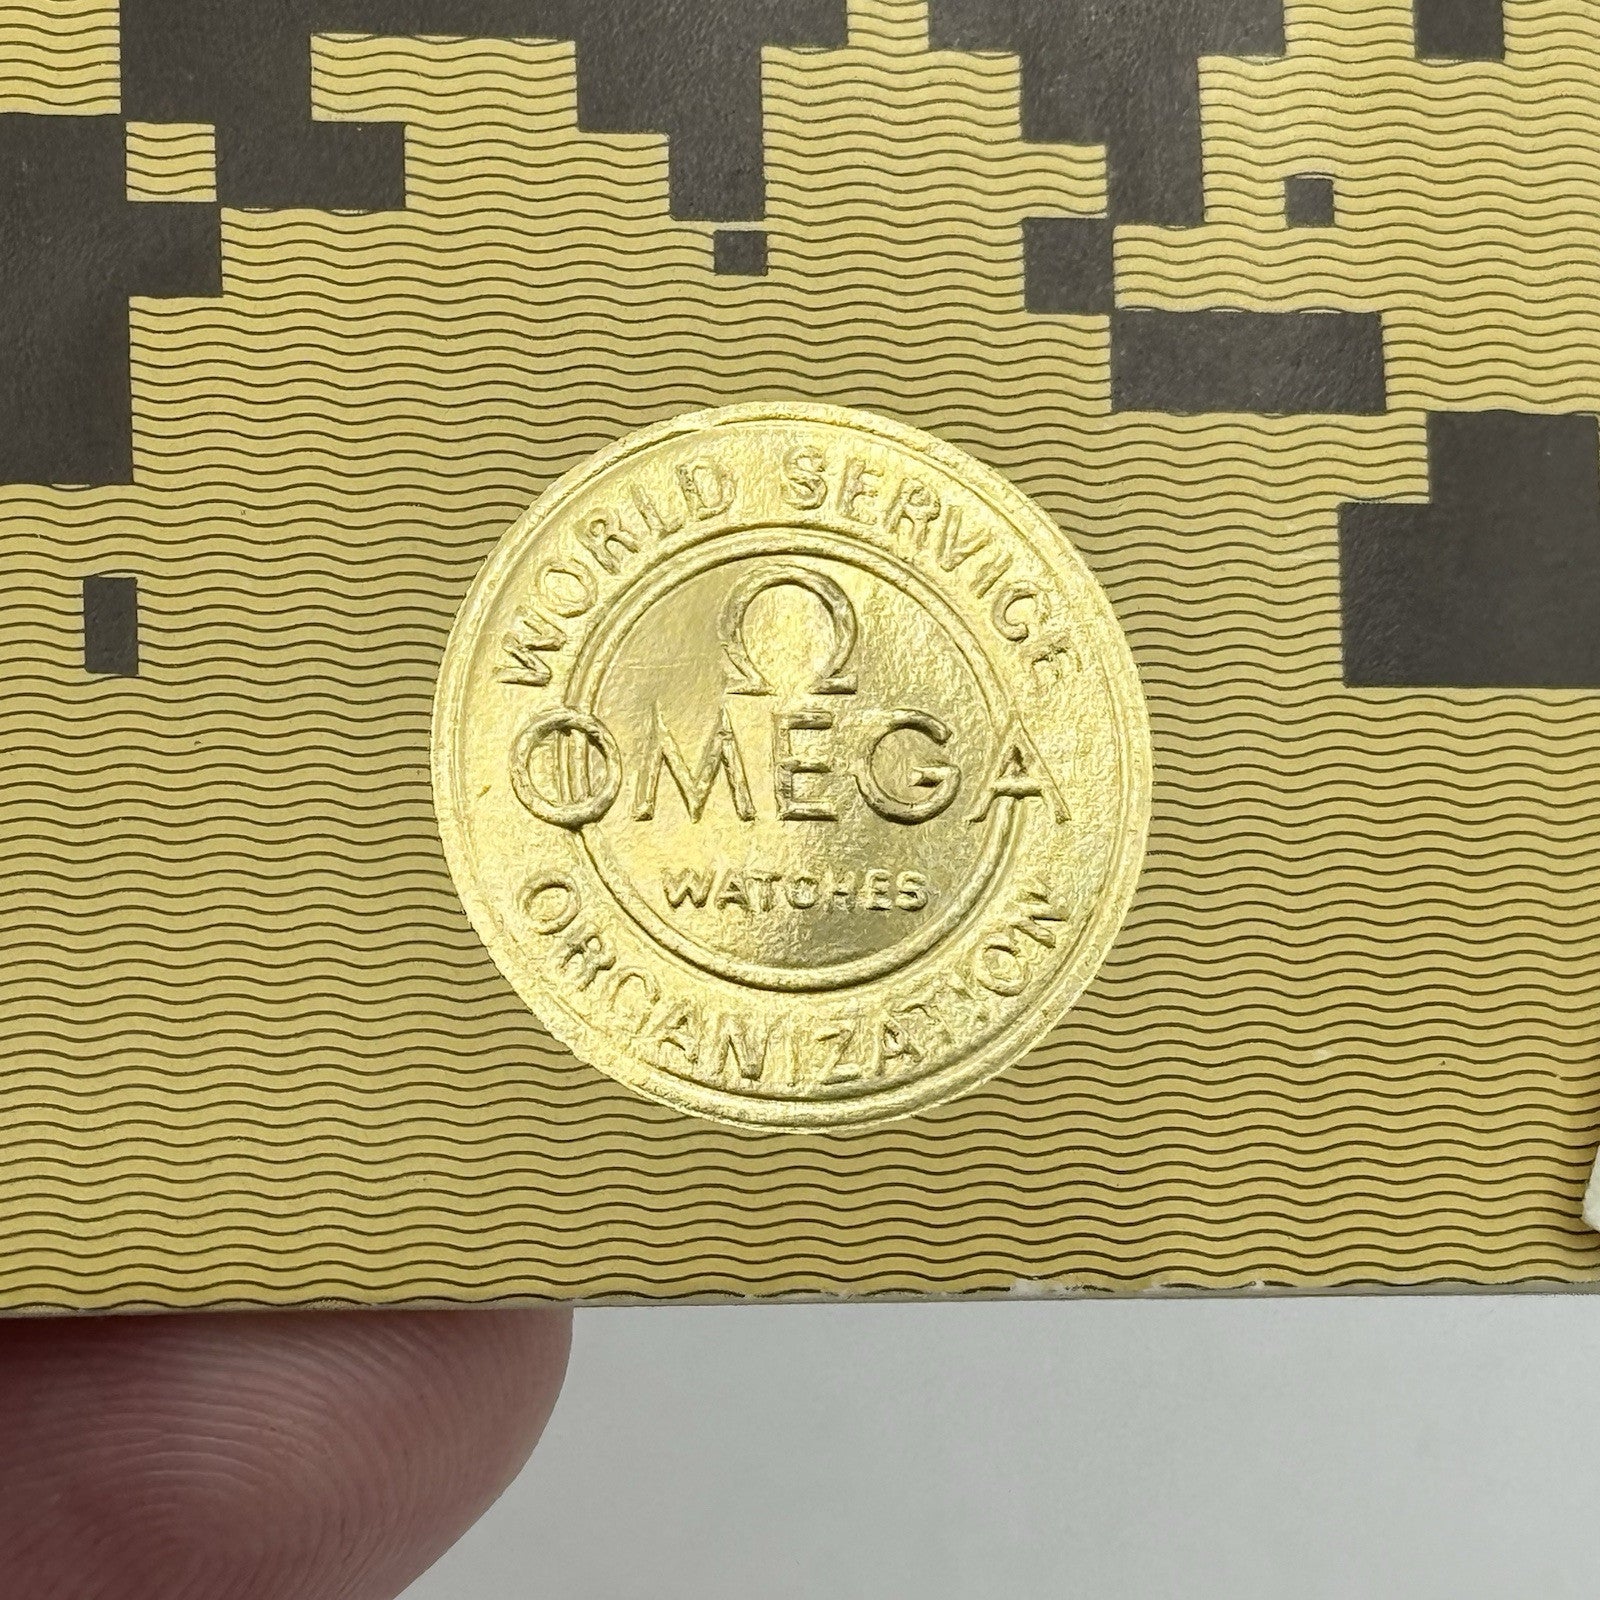 WORLD SERVICE
Ω
OMEGA
WATCHES
ORGANIZATION